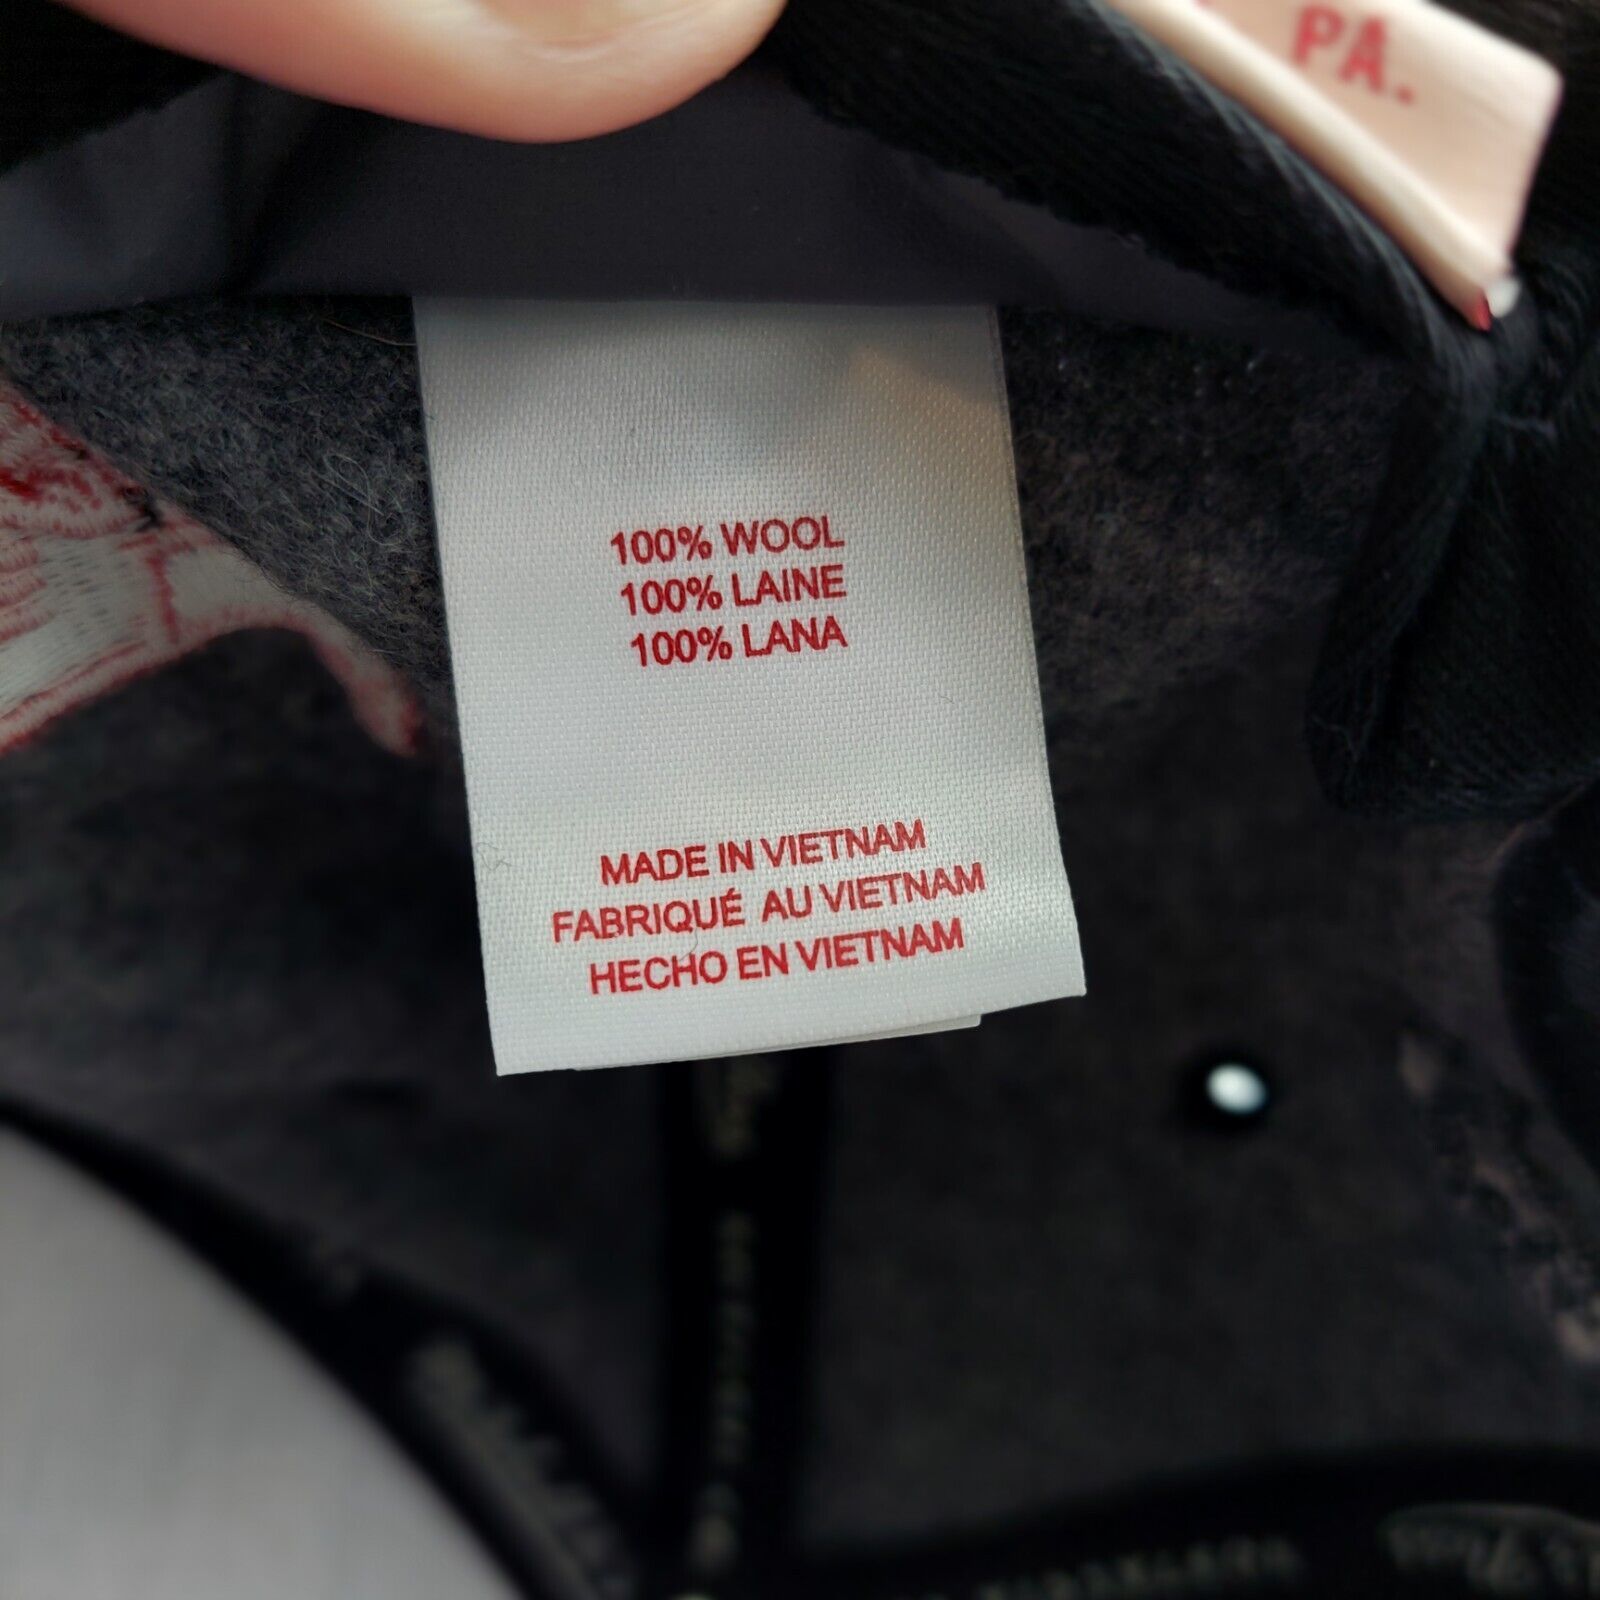 PA.
100% WOOL
100% LAINE
100% LANA
MADE IN VIETNAM
FABRIQUÉ AU VIETNAM
HECHO EN VIETNAM